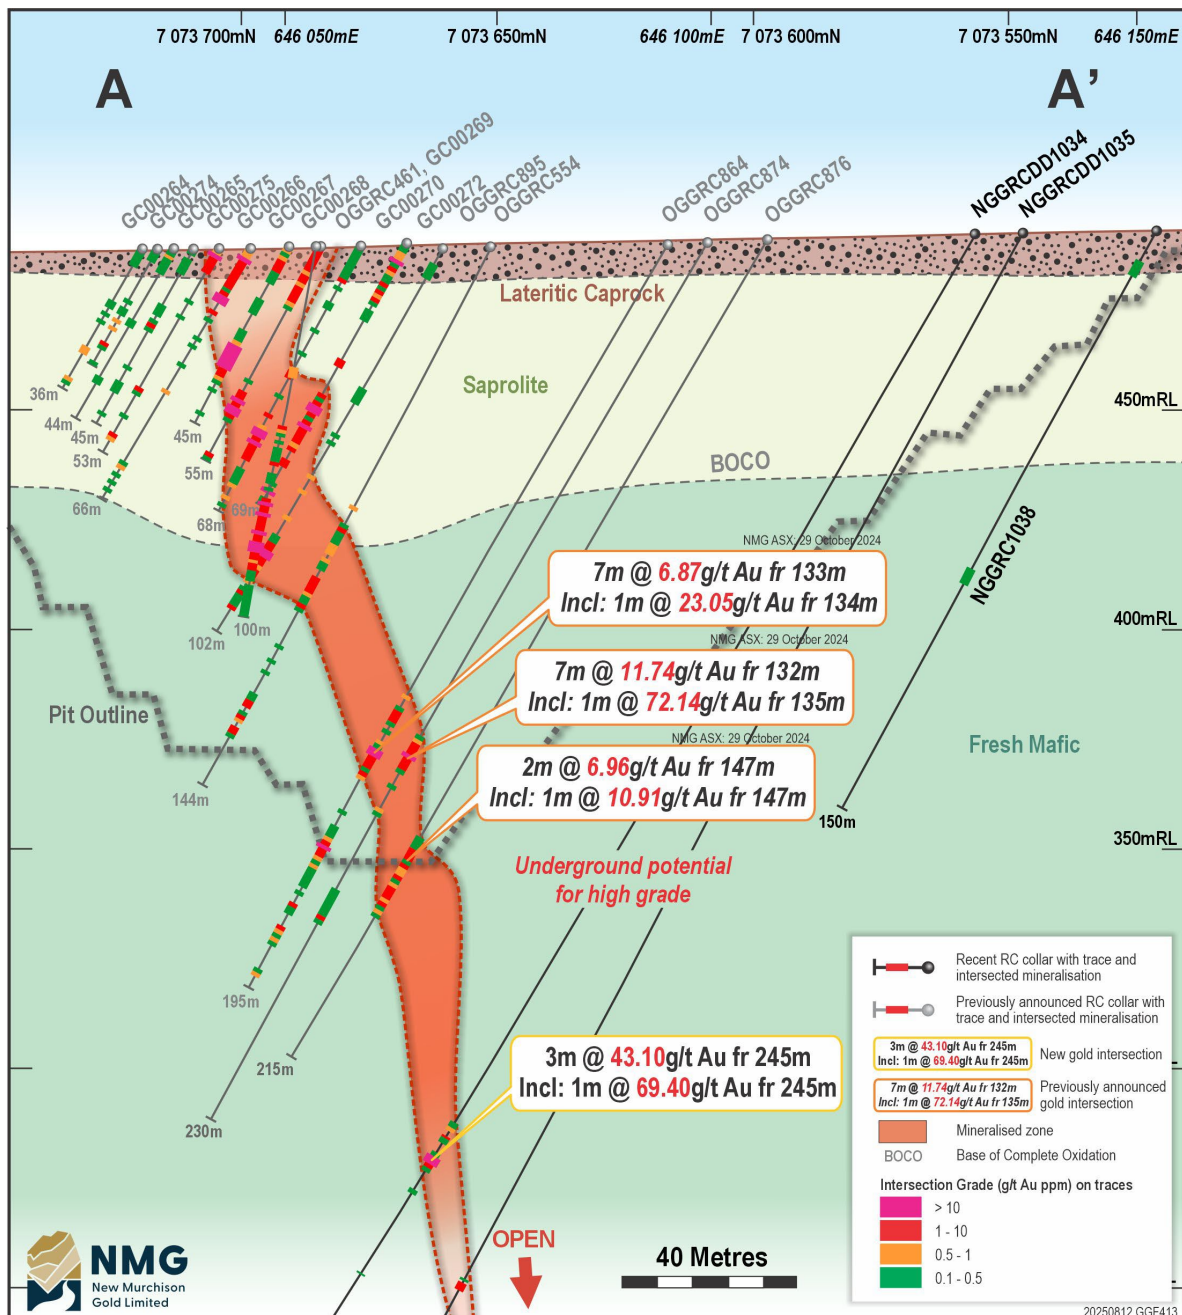 7 073 700mN 646 050mE 7 073 650mN 646 100mE 7 073 600mN 7 073 550mN 646 150mE
A A'
GC00264
GC00274
GC00265
GC00275
GC00266
GC00267
GC00268
OGGRC461, GC00269
GC00270
GC00272
OGGRC895
OGGRC554
OGGRC864
OGGRC874
OGGRC876
NGGRCDD1034
NGGRCDD1035
Lateritic Caprock
Saprolite
36m
44m
45m
53m
66m
45m
55m
68m
69m
450mRL
BOCO
NGGRC1038
NMG ASX: 29 October 2024
7m @ 6.87g/t Au fr 133m
Incl: 1m @ 23.05g/t Au fr 134m
102m
100m
400mRL
NMG ASX: 29 October 2024
7m @ 11.74g/t Au fr 132m
Incl: 1m @ 72.14g/t Au fr 135m
Pit Outline
Fresh Mafic
NMG ASX: 29 October 2024
2m @ 6.96g/t Au fr 147m
Incl: 1m @ 10.91g/t Au fr 147m
144m
150m
350mRL
Underground potential
for high grade
195m
215m
230m
3m @ 43.10g/t Au fr 245m
Incl: 1m @ 69.40g/t Au fr 245m
Recent RC collar with trace and
intersected mineralisation
Previously announced RC collar with
trace and intersected mineralisation
3m @ 43.10g/t Au fr 245m
Incl: 1m @ 69.40g/t Au fr 245m
New gold intersection
7m @ 11.74g/t Au fr 132m
Incl: 1m @ 72.14g/t Au fr 135m
Previously announced
gold intersection
Mineralised zone
BOCO Base of Complete Oxidation
Intersection Grade (g/t Au ppm) on traces
> 10
1 - 10
0.5 - 1
0.1 - 0.5
OPEN
40 Metres
NMG
New Murchison
Gold Limited
20250812 GGF413